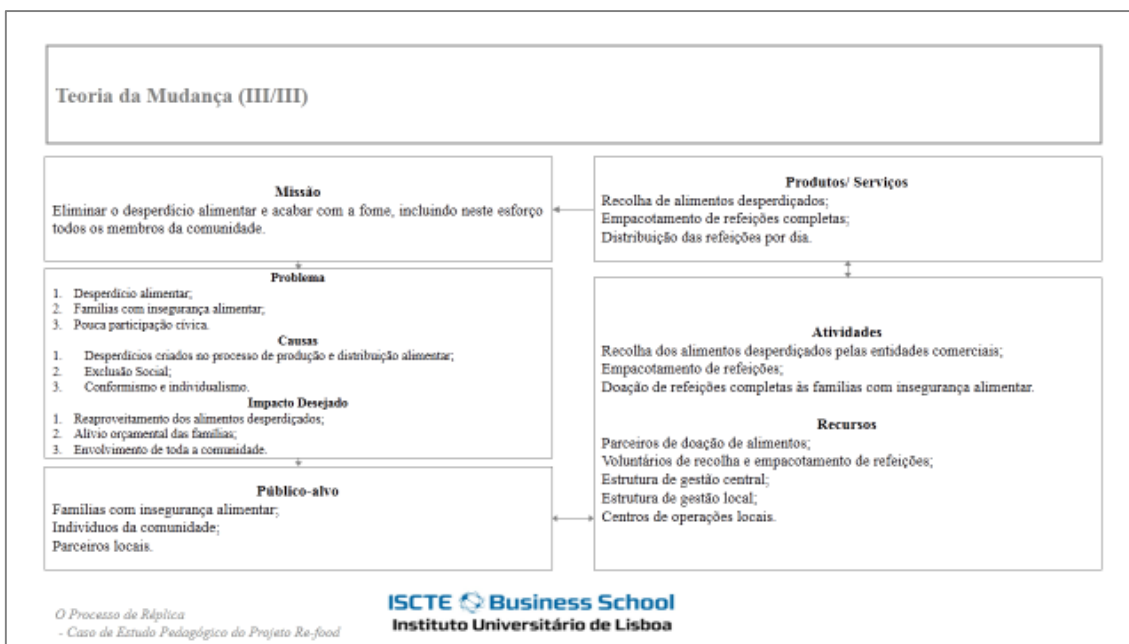 Teoria da Mudança (III/III)
Missão
Eliminar o desperdício alimentar e acabar com a fome, incluindo neste esforço
todos os membros da comunidade.
Problema
1. Desperdício alimentar;
2. Famílias com insegurança alimentar;
3. Pouca participação cívica.
Causas
1. Desperdícios criados no processo de produção e distribuição alimentar;
2. Exclusão Social;
3. Conformismo e individualismo.
Impacto Desejado
1. Reaproveitamento dos alimentos desperdiçados;
2. Alívio orçamental das famílias;
3. Envolvimento de toda a comunidade.
Público-alvo
Famílias com insegurança alimentar;
Indivíduos da comunidade;
Parceiros locais.
Produtos/ Serviços
Recolha de alimentos desperdiçados;
Empacotamento de refeições completas;
Distribuição das refeições por dia.
Atividades
Recolha dos alimentos desperdiçados pelas entidades comerciais;
Empacotamento de refeições;
Doação de refeições completas às famílias com insegurança alimentar.
Recursos
Parceiros de doação de alimentos;
Voluntários de recolha e empacotamento de refeições;
Estrutura de gestão central;
Estrutura de gestão local;
Centros de operações locais.
O Processo de Réplica
- Caso de Estudo Pedagógico do Projeto Re-food
ISCTE Business School
Instituto Universitário de Lisboa